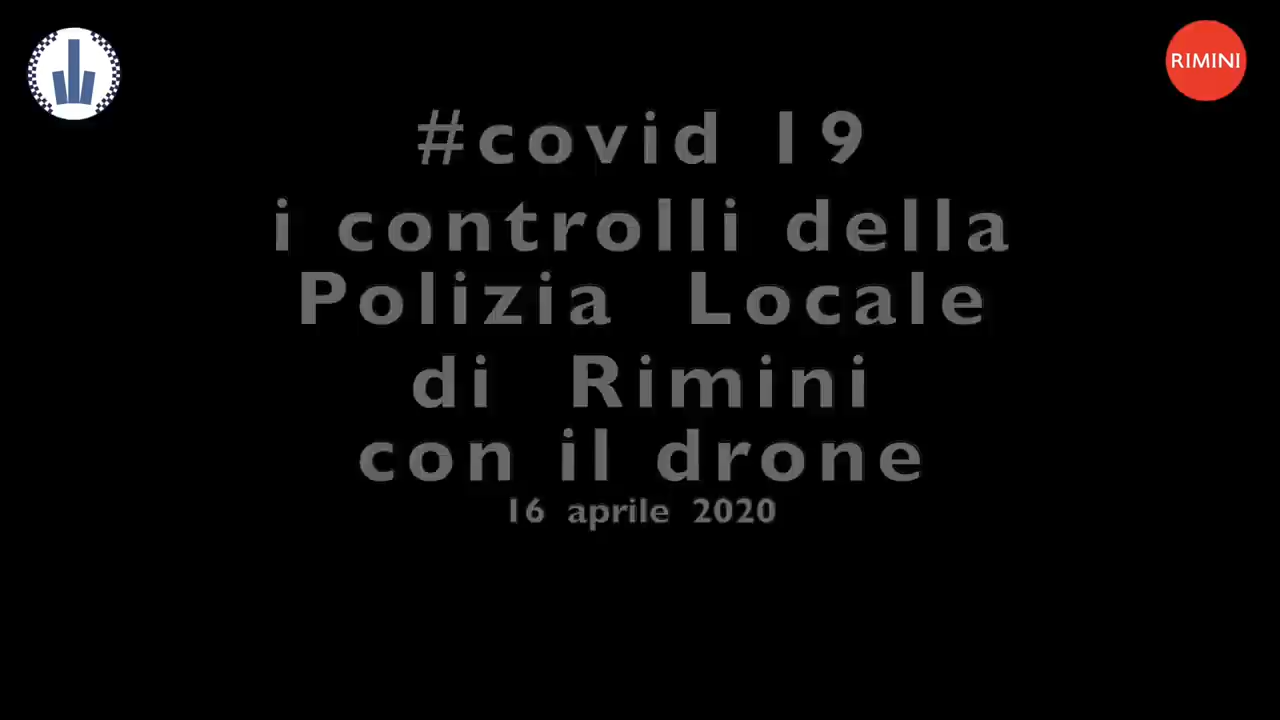 RIMINI
#covid 19
i controlli della
Polizia Locale
di Rimini
con il drone
16 aprile 2020